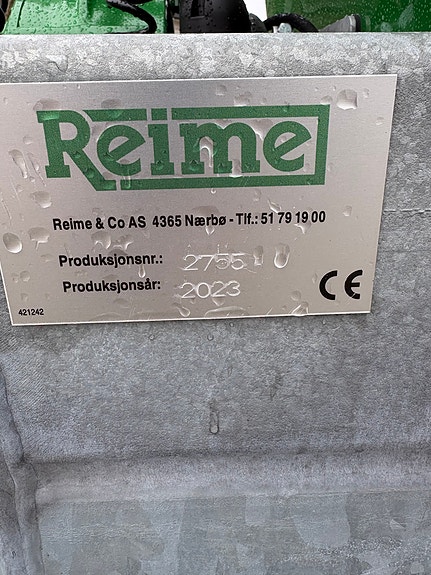 Reime
Reime & Co AS 4365 Nærbø - Tlf.: 51 79 19 00
Produksjonsnr.: 2755
Produksjonsår: 2023
CE
421242